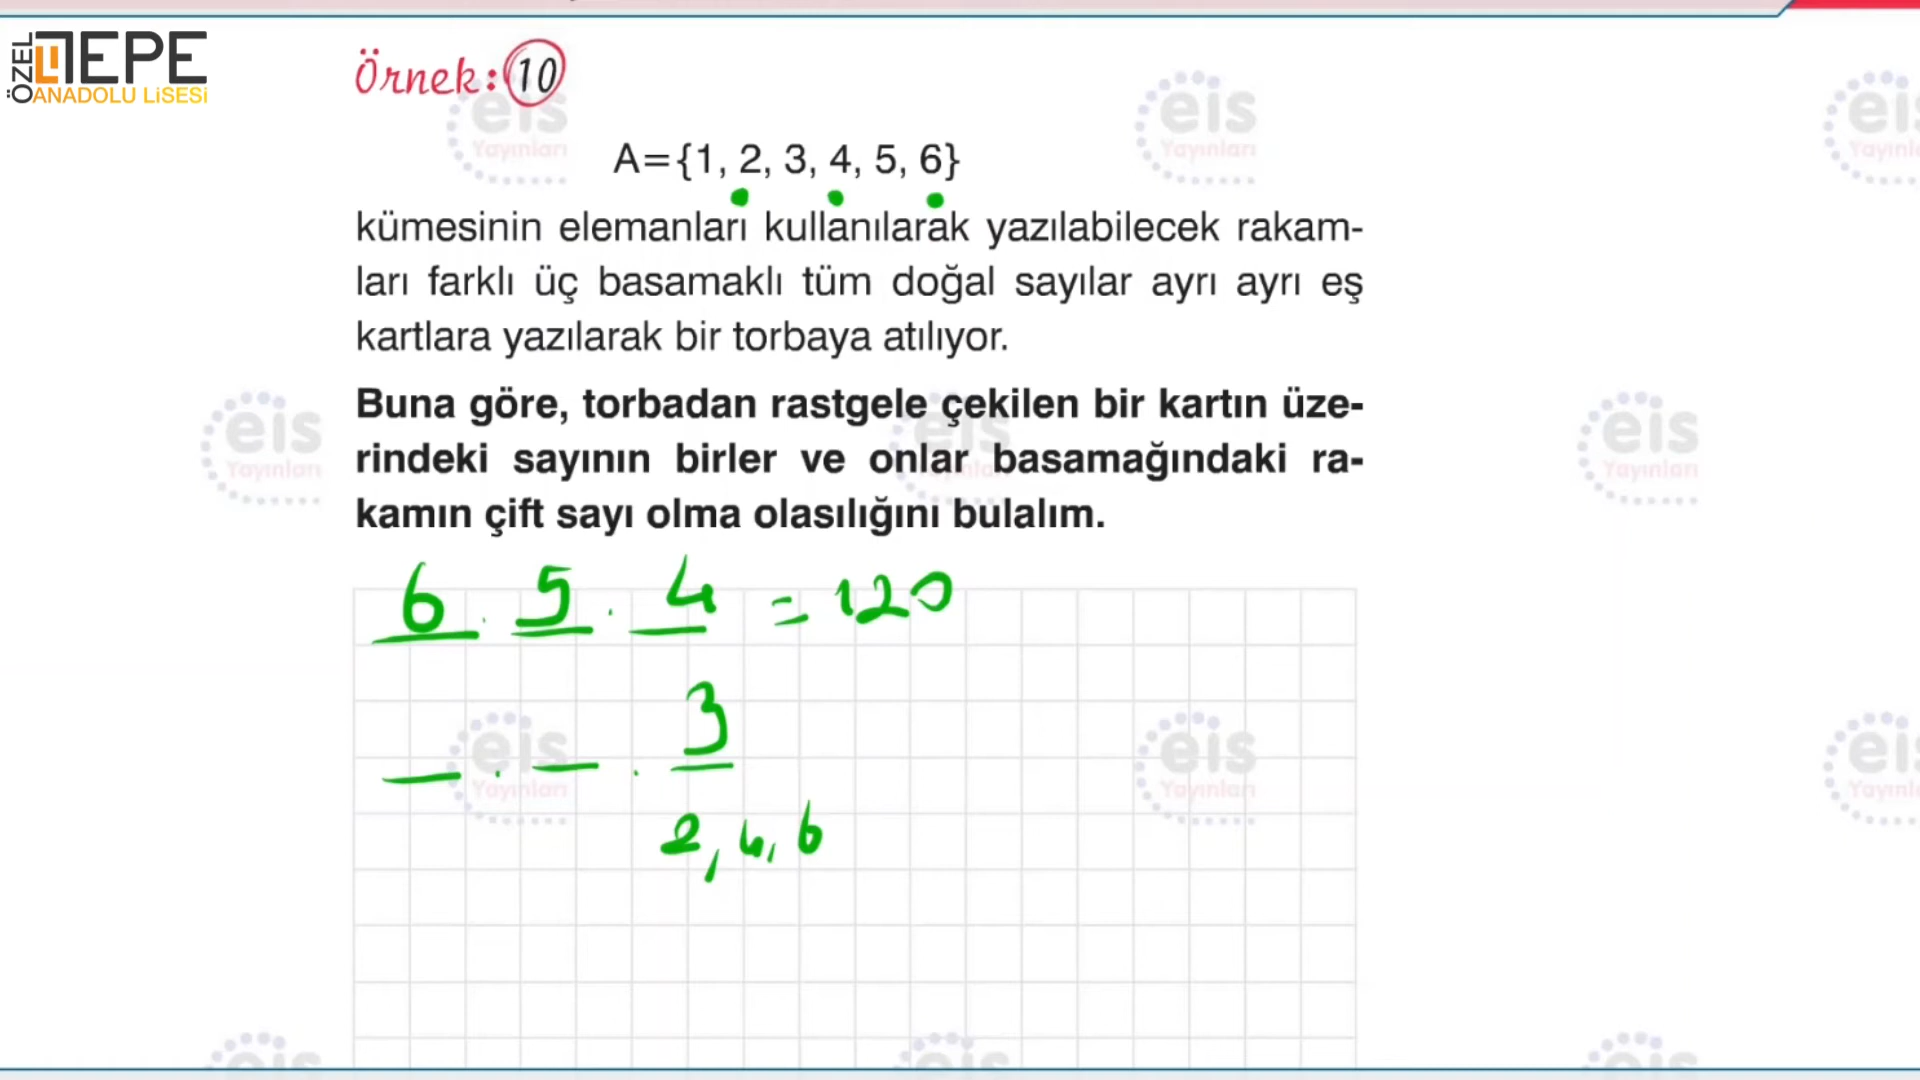 ÖZEL TEPE
ANADOLU LiSESi
Örnek: 10
A={1, 2, 3, 4, 5, 6}
kümesinin elemanları kullanılarak yazılabilecek rakam-
ları farklı üç basamaklı tüm doğal sayılar ayrı ayrı eş
kartlara yazılarak bir torbaya atılıyor.
Buna göre, torbadan rastgele çekilen bir kartın üze-
rindeki sayının birler ve onlar basamağındaki ra-
kamın çift sayı olma olasılığını bulalım.
6 . 5 . 4 = 120
_ . _ . 3
2, 4, 6
eis
Yayınları